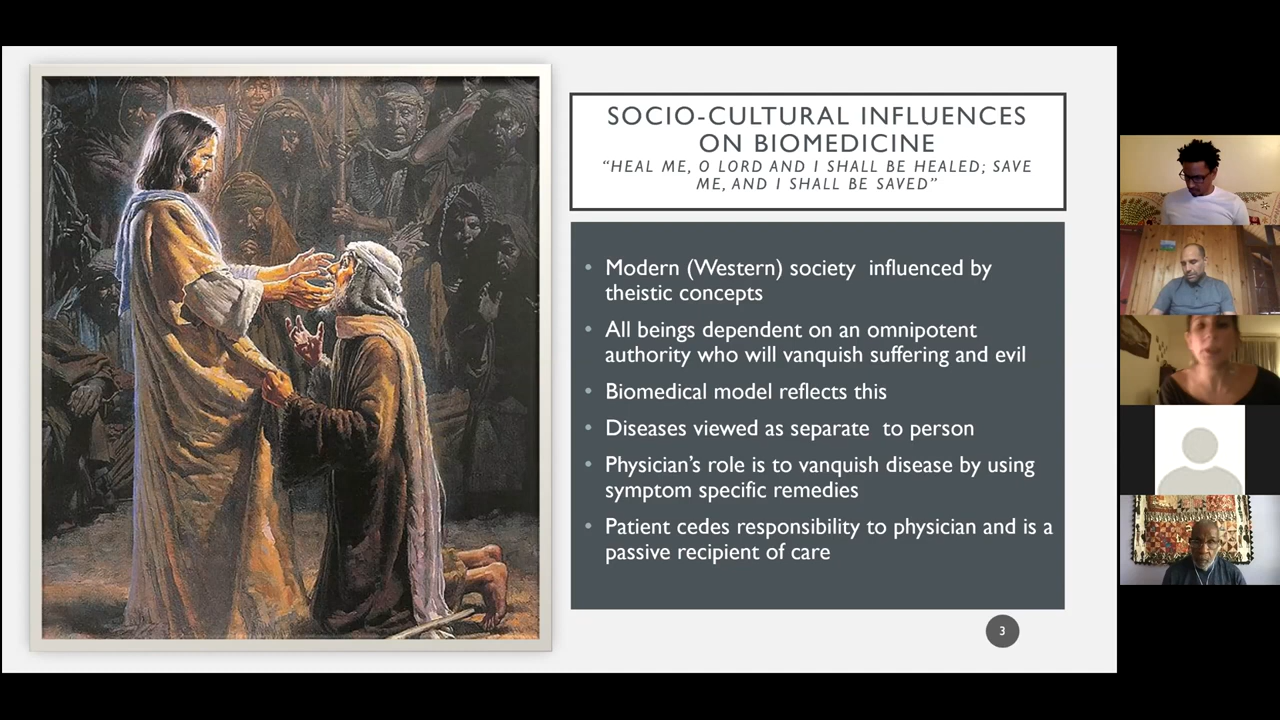 SOCIO-CULTURAL INFLUENCES
ON BIOMEDICINE
“HEAL ME, O LORD AND I SHALL BE HEALED; SAVE
ME, AND I SHALL BE SAVED”
• Modern (Western) society  influenced by
theistic concepts
• All beings dependent on an omnipotent
authority who will vanquish suffering and evil
• Biomedical model reflects this
• Diseases viewed as separate  to person
• Physician’s role is to vanquish disease by using
symptom specific remedies
• Patient cedes responsibility to physician and is a
passive recipient of care
3